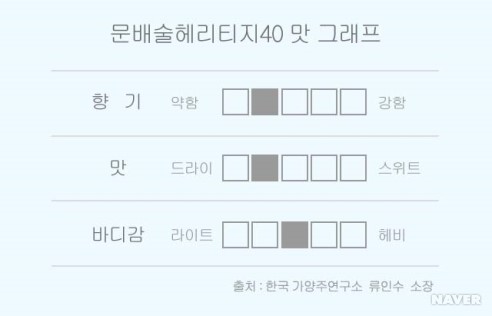 문배술헤리티지40 맛 그래프
향 기 약함 강함
맛 드라이 스위트
바디감 라이트 헤비
출처 : 한국 가양주연구소 류인수 소장
NAVER